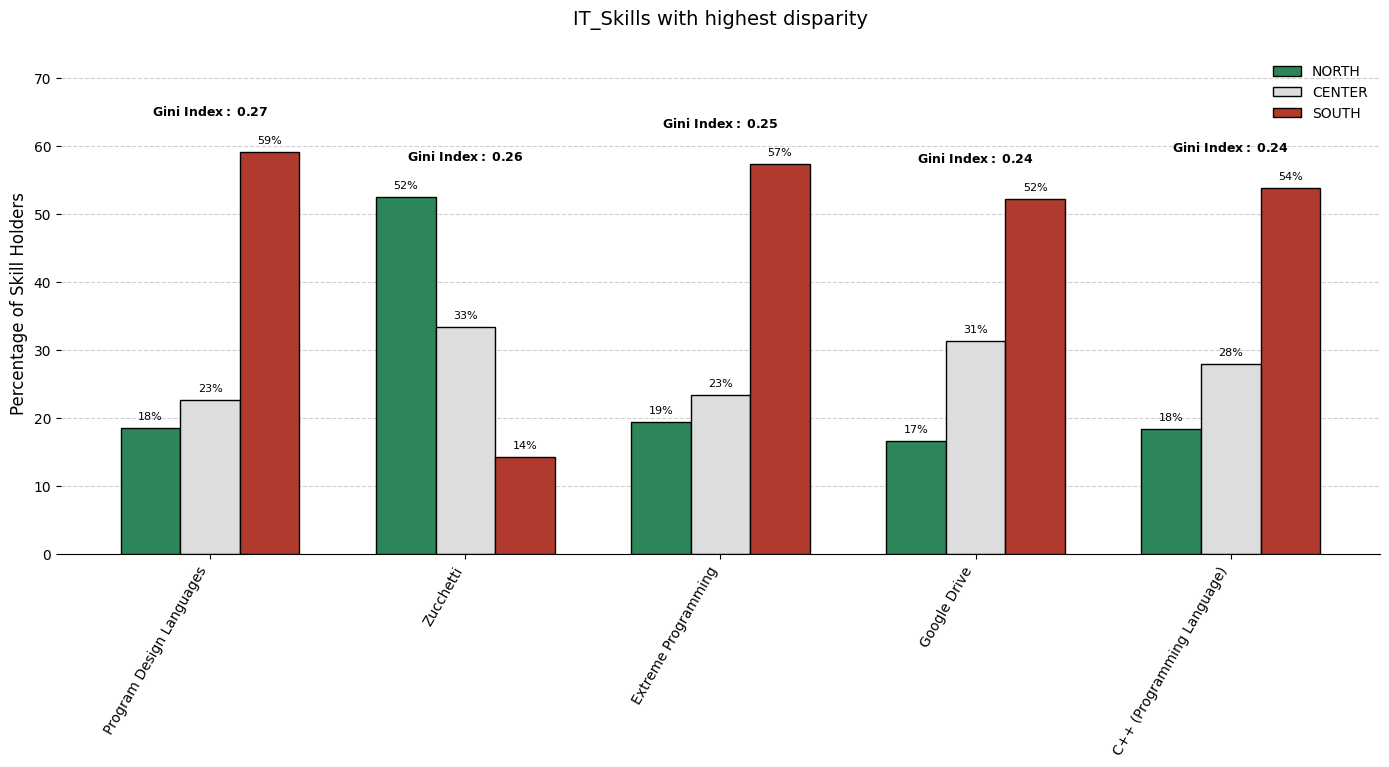 IT_Skills with highest disparity
NORTH
CENTER
SOUTH
Percentage of Skill Holders
70
60
50
40
30
20
10
0
Gini Index: 0.27
18%
23%
59%
Gini Index: 0.26
52%
33%
14%
Gini Index: 0.25
19%
23%
57%
Gini Index: 0.24
17%
31%
52%
Gini Index: 0.24
18%
28%
54%
Program Design Languages
Zucchetti
Extreme Programming
Google Drive
C++ (Programming Language)